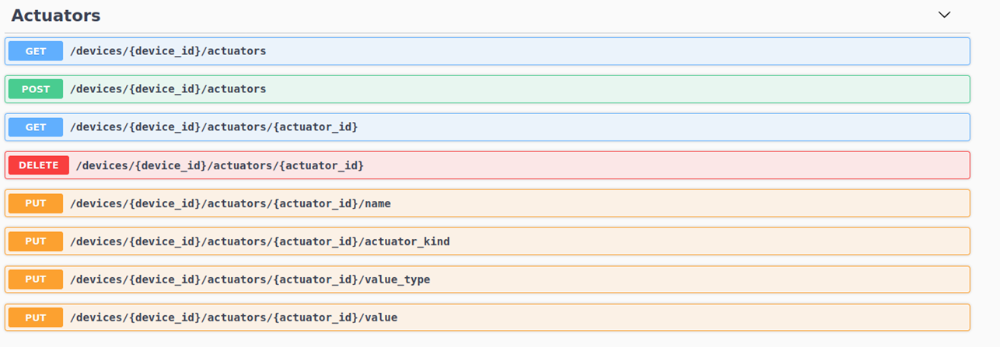 Actuators
GET /devices/{device_id}/actuators
POST /devices/{device_id}/actuators
GET /devices/{device_id}/actuators/{actuator_id}
DELETE /devices/{device_id}/actuators/{actuator_id}
PUT /devices/{device_id}/actuators/{actuator_id}/name
PUT /devices/{device_id}/actuators/{actuator_id}/actuator_kind
PUT /devices/{device_id}/actuators/{actuator_id}/value_type
PUT /devices/{device_id}/actuators/{actuator_id}/value